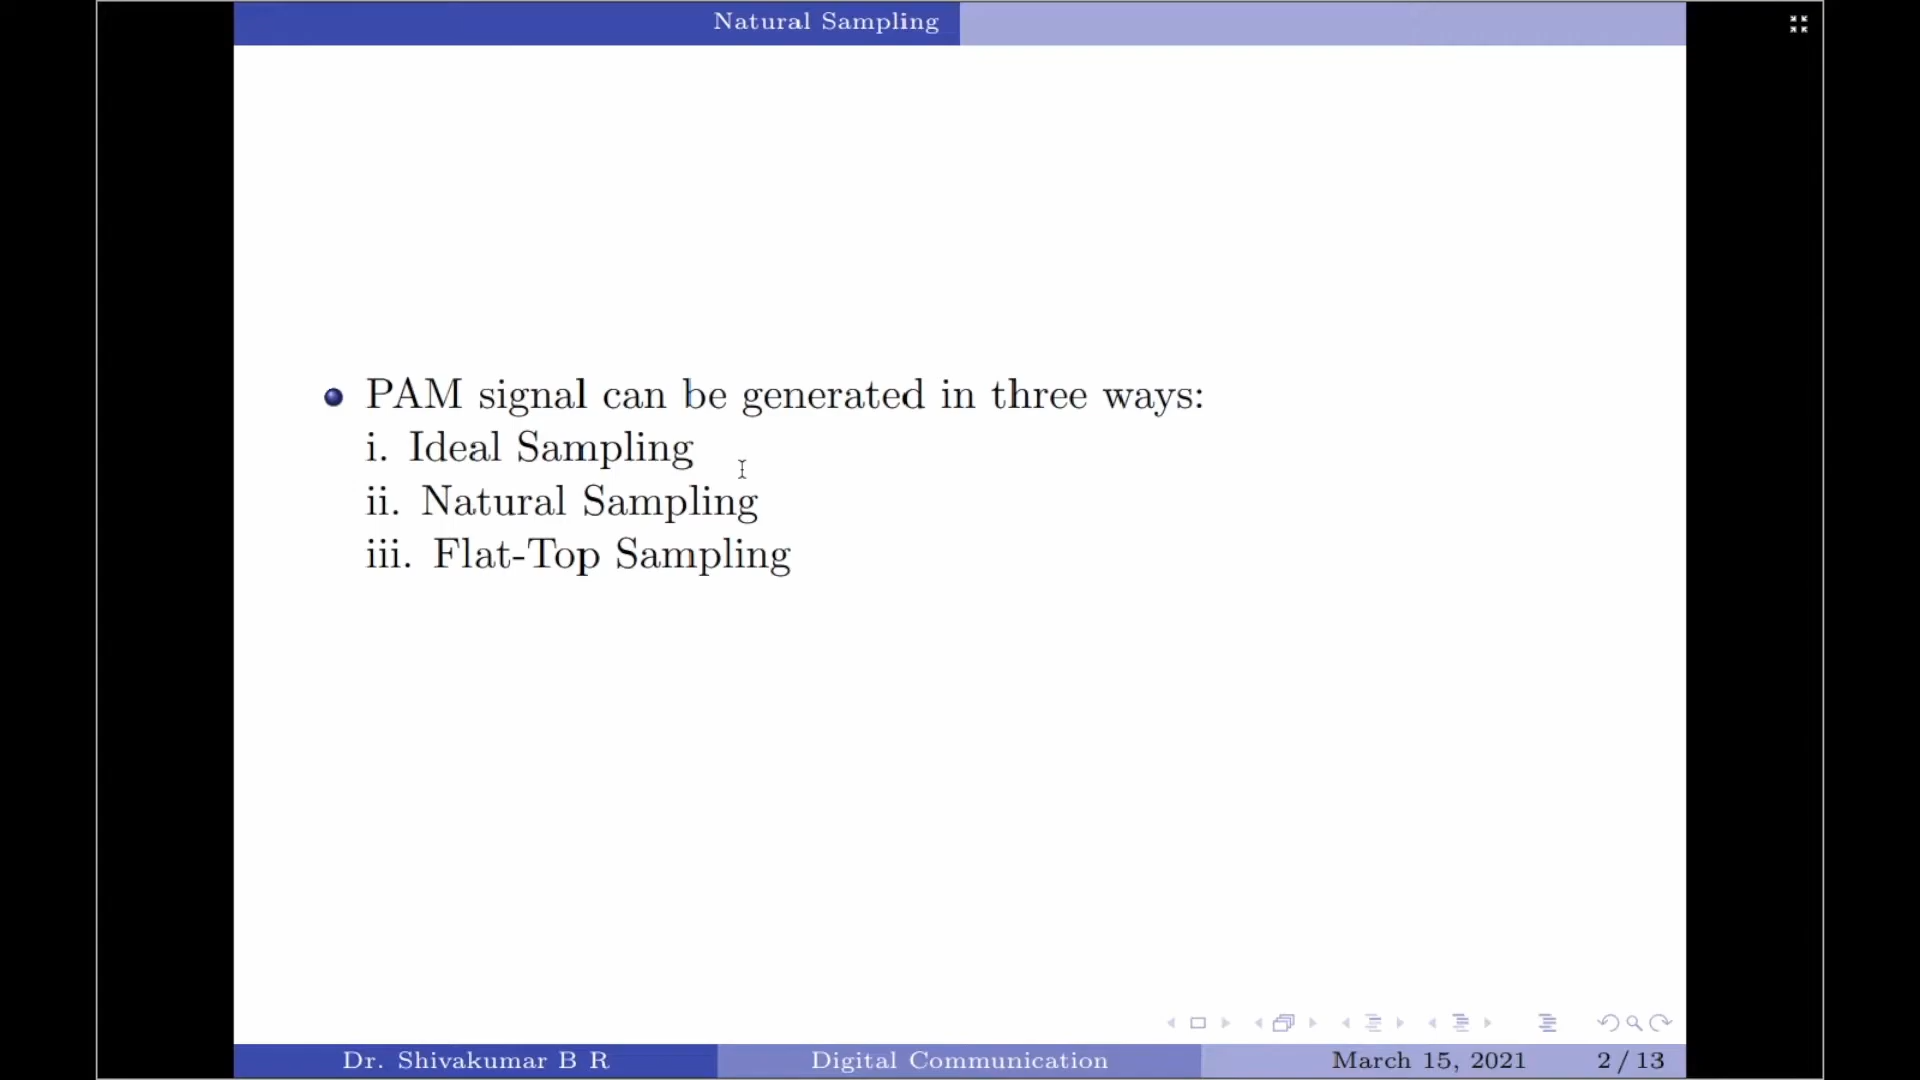 Natural Sampling
PAM signal can be generated in three ways:
i. Ideal Sampling
ii. Natural Sampling
iii. Flat-Top Sampling
Dr. Shivakumar B R Digital Communication March 15, 2021 2 / 13